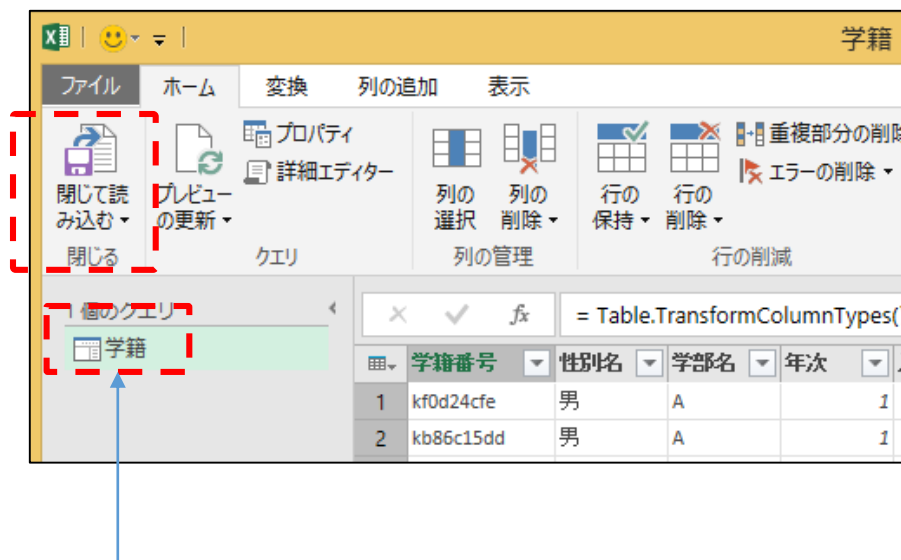 学籍
ファイル ホーム 変換 列の追加 表示
閉じて読み込む
プレビューの更新
プロパティ
詳細エディター
列の選択
列の削除
行の保持
行の削除
重複部分の削除
エラーの削除
閉じる クエリ 列の管理 行の削減
1 個のクエリ
fx = Table.TransformColumnTypes(
学籍
学籍番号 性別名 学部名 年次
1 kf0d24cfe 男 A 1
2 kb86c15dd 男 A 1